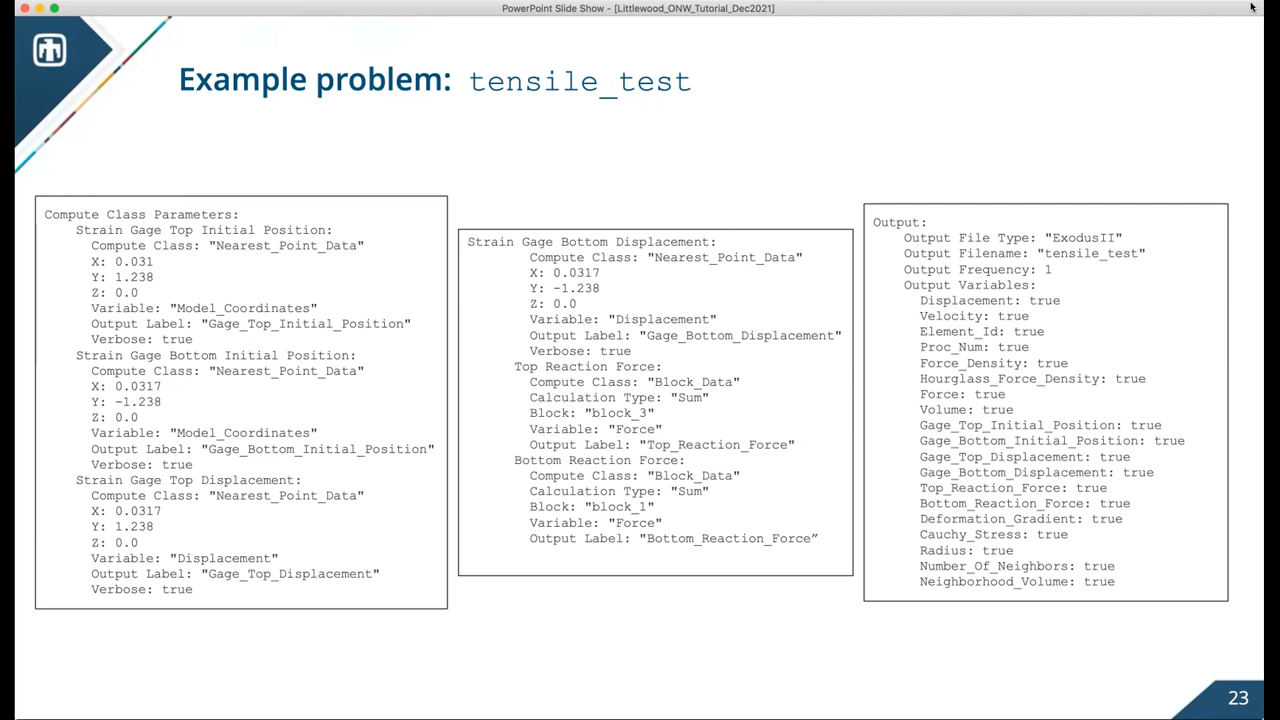 PowerPoint Slide Show - [Littlewood_ONW_Tutorial_Dec2021]
Example problem: tensile_test
Compute Class Parameters:
Strain Gage Top Initial Position:
Compute Class: "Nearest_Point_Data"
X: 0.031
Y: 1.238
Z: 0.0
Variable: "Model_Coordinates"
Output Label: "Gage_Top_Initial_Position"
Verbose: true
Strain Gage Bottom Initial Position:
Compute Class: "Nearest_Point_Data"
X: 0.0317
Y: -1.238
Z: 0.0
Variable: "Model_Coordinates"
Output Label: "Gage_Bottom_Initial_Position"
Verbose: true
Strain Gage Top Displacement:
Compute Class: "Nearest_Point_Data"
X: 0.0317
Y: 1.238
Z: 0.0
Variable: "Displacement"
Output Label: "Gage_Top_Displacement"
Verbose: true
Strain Gage Bottom Displacement:
Compute Class: "Nearest_Point_Data"
X: 0.0317
Y: -1.238
Z: 0.0
Variable: "Displacement"
Output Label: "Gage_Bottom_Displacement"
Verbose: true
Top Reaction Force:
Compute Class: "Block_Data"
Calculation Type: "Sum"
Block: "block_3"
Variable: "Force"
Output Label: "Top_Reaction_Force"
Bottom Reaction Force:
Compute Class: "Block_Data"
Calculation Type: "Sum"
Block: "block_1"
Variable: "Force"
Output Label: "Bottom_Reaction_Force”
Output:
Output File Type: "ExodusII"
Output Filename: "tensile_test"
Output Frequency: 1
Output Variables:
Displacement: true
Velocity: true
Element_Id: true
Proc_Num: true
Force_Density: true
Hourglass_Force_Density: true
Force: true
Volume: true
Gage_Top_Initial_Position: true
Gage_Bottom_Initial_Position: true
Gage_Top_Displacement: true
Gage_Bottom_Displacement: true
Top_Reaction_Force: true
Bottom_Reaction_Force: true
Deformation_Gradient: true
Cauchy_Stress: true
Radius: true
Number_Of_Neighbors: true
Neighborhood_Volume: true
23